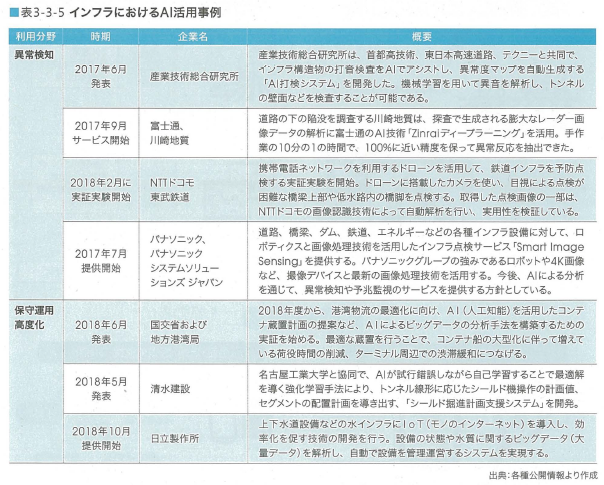 ■表3-3-5 インフラにおけるAI活用事例
利用分野 時期 企業名 概要
異常検知
2017年6月
発表
産業技術総合研究所
産業技術総合研究所は、首都高技術、東日本高速道路、テクニーと共同で、
インフラ構造物の打音検査をAIでアシストし、異常度マップを自動生成する
「AI打検システム」を開発した。機械学習を用いて異音を解析し、トンネル
の壁面などを検査することが可能である。
2017年9月
サービス開始
富士通、
川崎地質
道路の下の陥没を調査する川崎地質は、探査で生成される膨大なレーダー画
像データの解析に富士通のAI技術「Zinraiディープラーニング」を活用。手作
業の10分の1の時間で、100%に近い精度を保って異常反応を抽出できた。
2018年2月に
実証実験開始
NTTドコモ
東武鉄道
携帯電話ネットワークを利用するドローンを活用して、鉄道インフラを予防点
検する実証実験を開始。ドローンに搭載したカメラを使い、目視による点検が
困難な橋梁上部や低水路内の橋脚を点検する。取得した点検画像の一部は、
NTTドコモの画像認識技術によって自動解析を行い、実用性を検証している。
2017年7月
提供開始
パナソニック、
パナソニック
システムソリュー
ションズ ジャパン
道路、橋梁、ダム、鉄道、エネルギーなどの各種インフラ設備に対して、ロ
ボティクスと画像処理技術を活用したインフラ点検サービス「Smart Image
Sensing」を提供する。パナソニックグループの強みであるロボットや4K画像
など、撮像デバイスと最新の画像処理技術を活用する。今後、AIによる分析
を通じて、異常検知や予兆監視のサービスを提供する方針としている。
保守運用
高度化
2018年6月
発表
国交省および
地方港湾局
2018年度から、港湾物流の最適化に向け、AI(人工知能)を活用したコンテ
ナ蔵置計画の提案など、AIによるビッグデータの分析手法を構築するための
実証を始める。最適な蔵置を行うことで、コンテナ船の大型化に伴って増えて
いる荷役時間の削減、ターミナル周辺での渋滞緩和につなげる。
2018年5月
発表
清水建設
名古屋工業大学と協同で、AIが試行錯誤しながら自己学習することで最適解
を導く強化学習手法により、トンネル線形に応じたシールド機操作の計画値、
セグメントの配置計画を導き出す、「シールド掘進計画支援システム」を開発。
2018年10月
提供開始
日立製作所
上下水道設備などの水インフラにIoT(モノのインターネット)を導入し、効
率化を促す技術の開発を行う。設備の状態や水質に関するビッグデータ(大
量データ)を解析し、自動で設備を管理運営するシステムを実現する。
出典:各種公開情報より作成